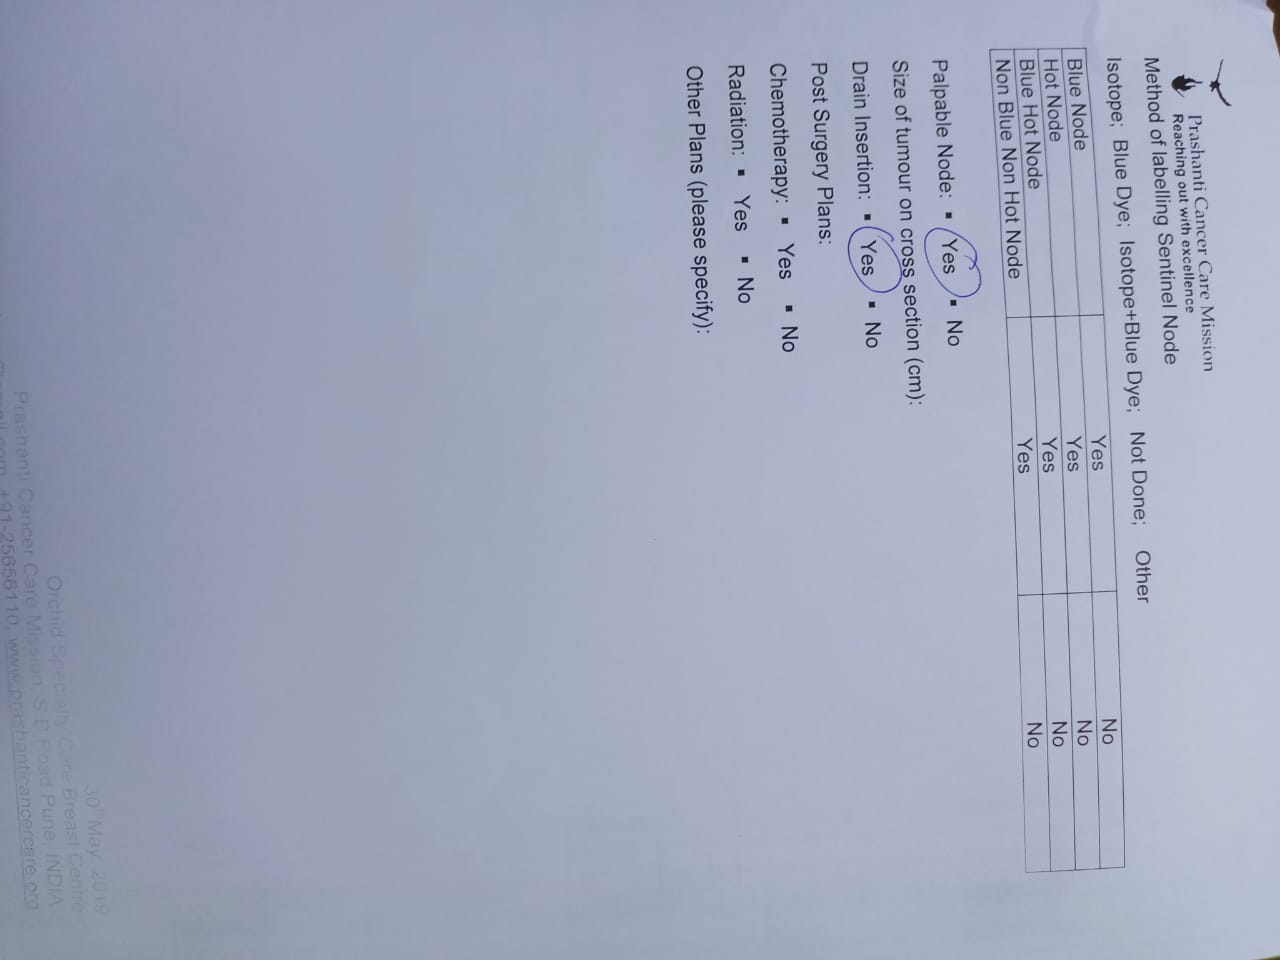 Prashanti Cancer Care Mission
Reaching out with excellence
Method of labelling Sentinel Node
Isotope; Blue Dye; Isotope+Blue Dye; Not Done; Other
Blue Node Yes No
Hot Node Yes No
Blue Hot Node Yes No
Non Blue Non Hot Node Yes No
Palpable Node: ▪ Yes ▪ No
Size of tumour on cross section (cm):
Drain Insertion: ▪ Yes ▪ No
Post Surgery Plans:
Chemotherapy: ▪ Yes ▪ No
Radiation: ▪ Yes ▪ No
Other Plans (please specify):
30th May, 2019
Orchid Specialty Care Breast Centre
Prashanti Cancer Care Mission, S B Road Pune, INDIA
+91-25656110, www.prashanticancercare.org